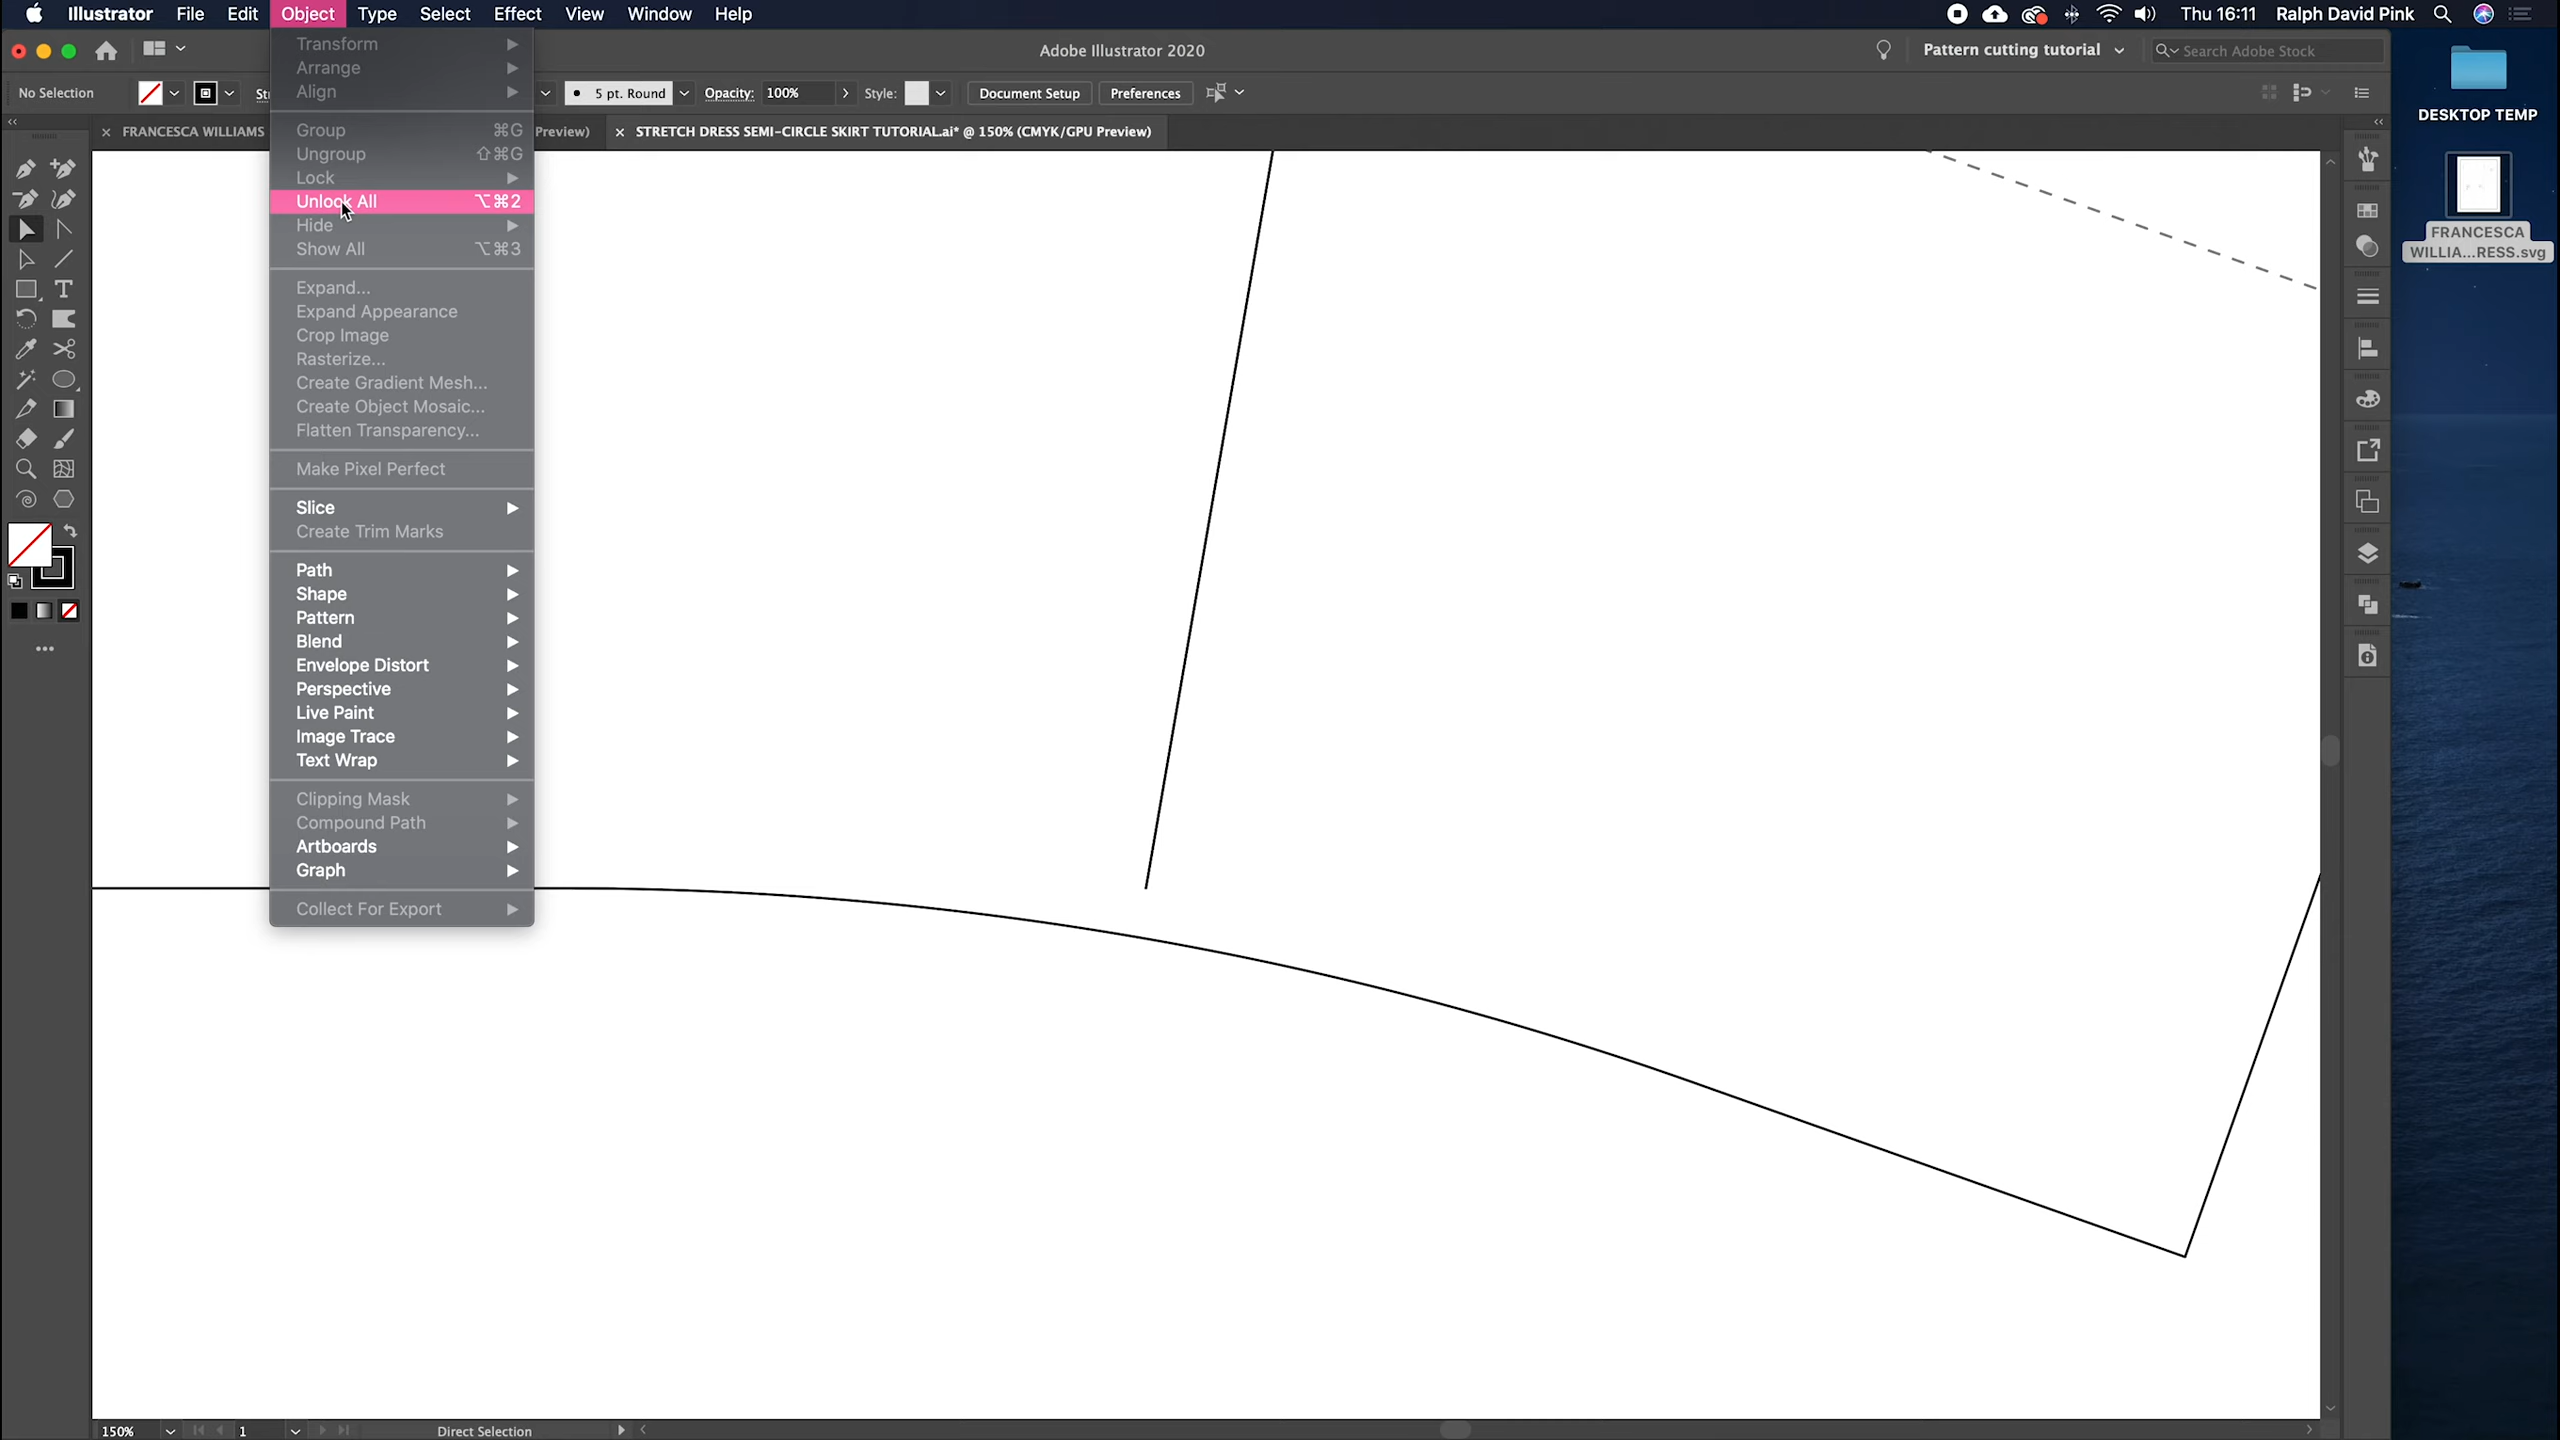 Illustrator File Edit Object Type Select Effect View Window Help
Thu 16:11 Ralph David Pink
Adobe Illustrator 2020
Pattern cutting tutorial
Search Adobe Stock
No Selection
5 pt. Round
Opacity: 100%
Style:
Document Setup
Preferences
× FRANCESCA WILLIAMS
Preview)
× STRETCH DRESS SEMI-CIRCLE SKIRT TUTORIAL.ai* @ 150% (CMYK/GPU Preview)
Transform
Arrange
Align
Group ⌘G
Ungroup ⇧⌘G
Lock
Unlock All ⌥⌘2
Hide
Show All ⌥⌘3
Expand...
Expand Appearance
Crop Image
Rasterize...
Create Gradient Mesh...
Create Object Mosaic...
Flatten Transparency...
Make Pixel Perfect
Slice
Create Trim Marks
Path
Shape
Pattern
Blend
Envelope Distort
Perspective
Live Paint
Image Trace
Text Wrap
Clipping Mask
Compound Path
Artboards
Graph
Collect For Export
DESKTOP TEMP
FRANCESCA
WILLIA...RESS.svg
150%
1
Direct Selection